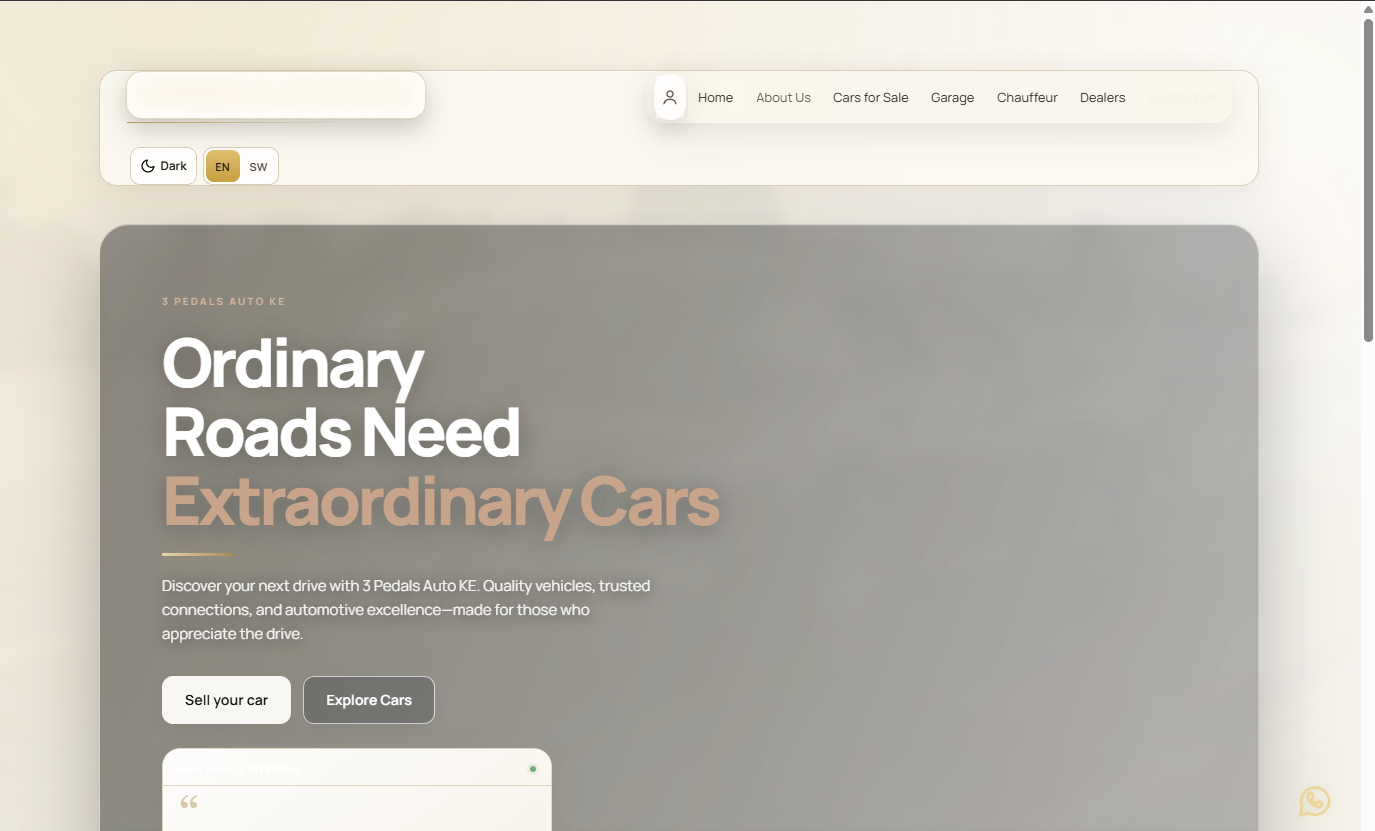 Home About Us Cars for Sale Garage Chauffeur Dealers Contact Us
Dark EN SW
3 PEDALS AUTO KE
Ordinary
Roads Need
Extraordinary Cars
Discover your next drive with 3 Pedals Auto KE. Quality vehicles, trusted
connections, and automotive excellence—made for those who
appreciate the drive.
Sell your car Explore Cars
“